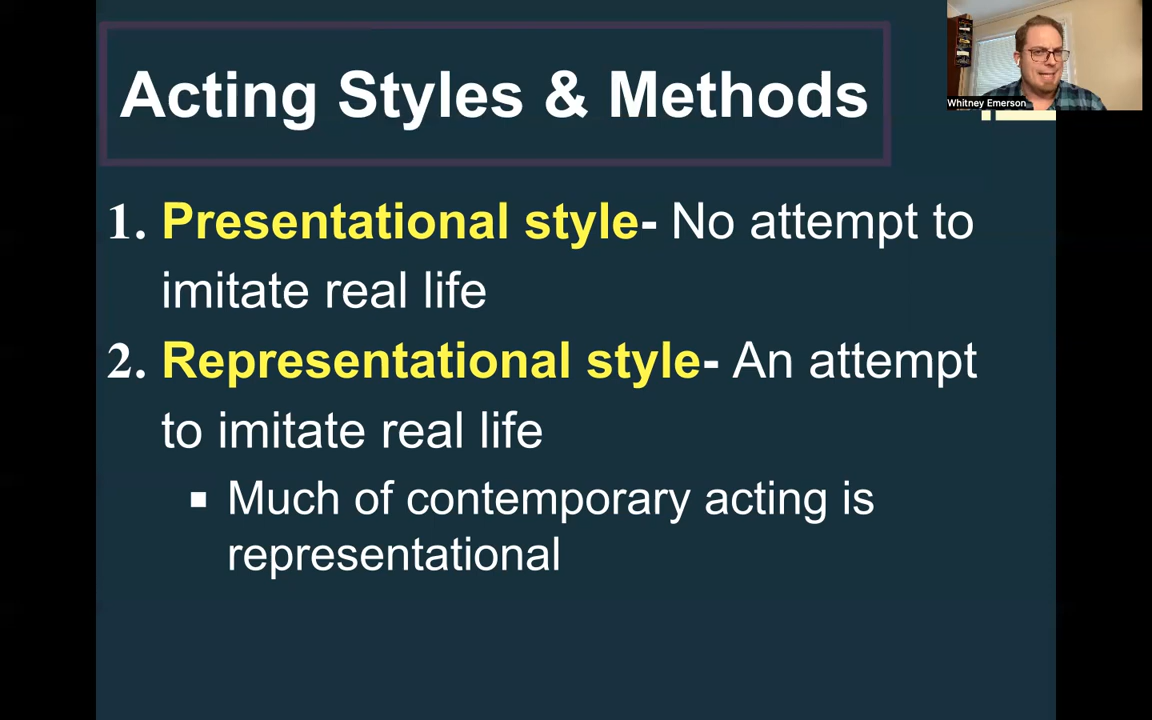 Acting Styles & Methods
Whitney Emerson
1. Presentational style- No attempt to
imitate real life
2. Representational style- An attempt
to imitate real life
▪ Much of contemporary acting is
representational